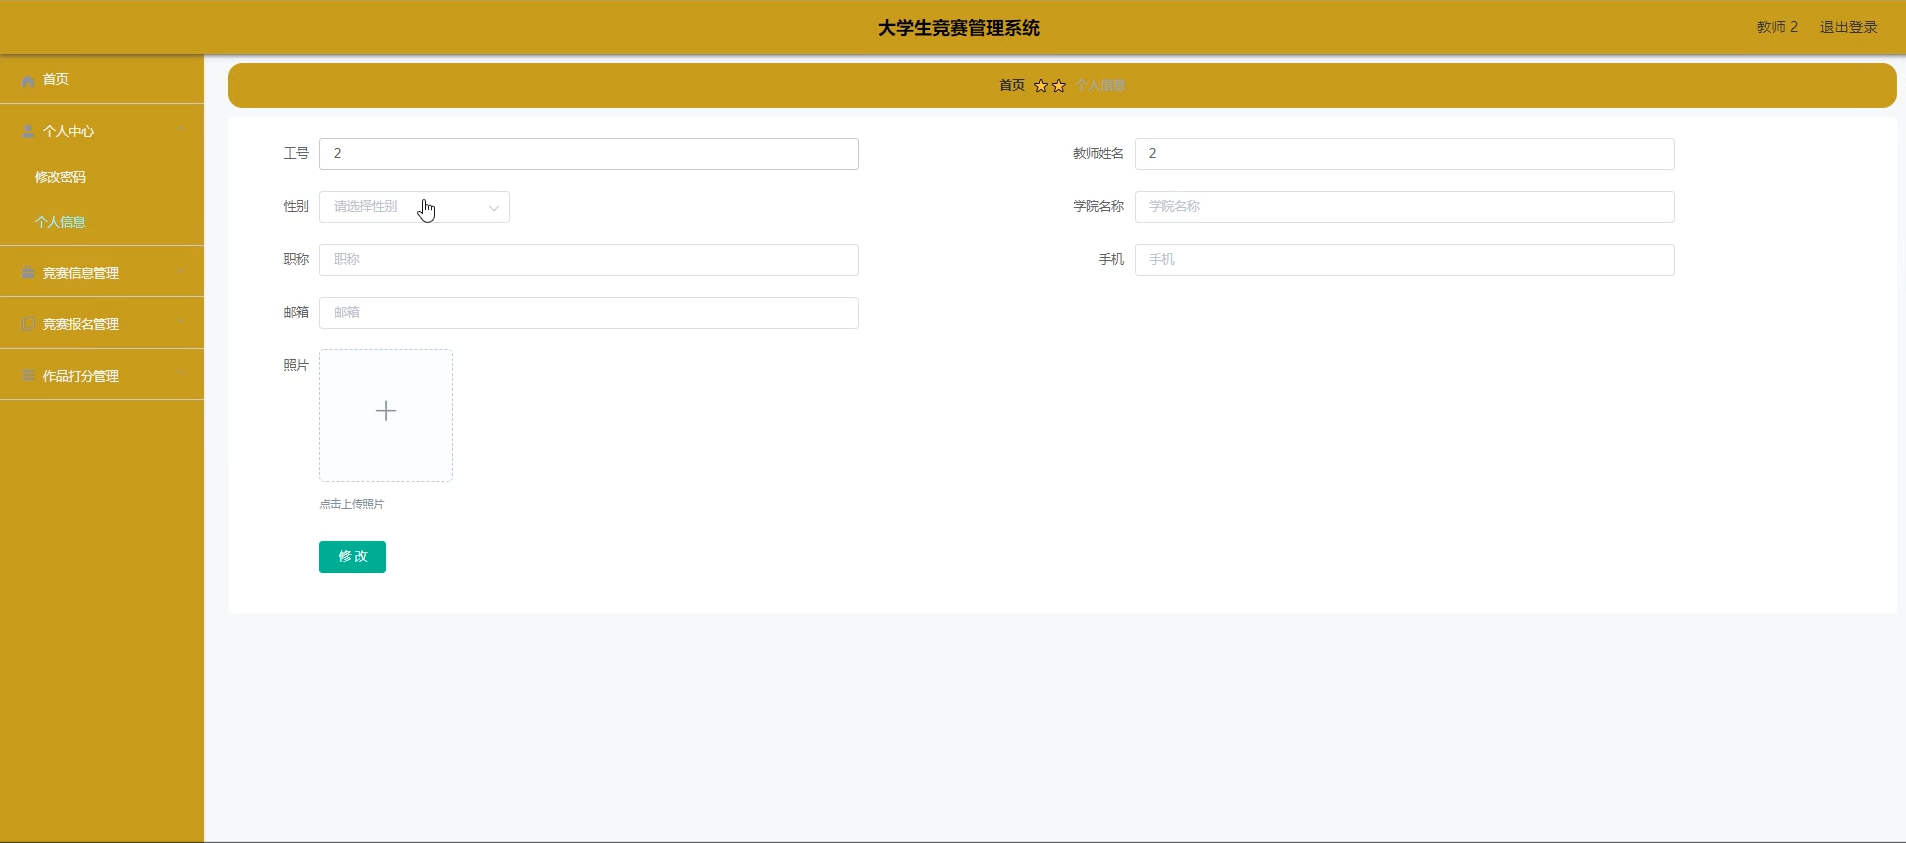 大学生竞赛管理系统
教师 2 退出登录
首页
个人中心
修改密码
个人信息
竞赛信息管理
竞赛报名管理
作品打分管理
首页 个人信息
工号 2
教师姓名 2
性别 请选择性别
学院名称 学院名称
职称 职称
手机 手机
邮箱 邮箱
照片
点击上传照片
修改